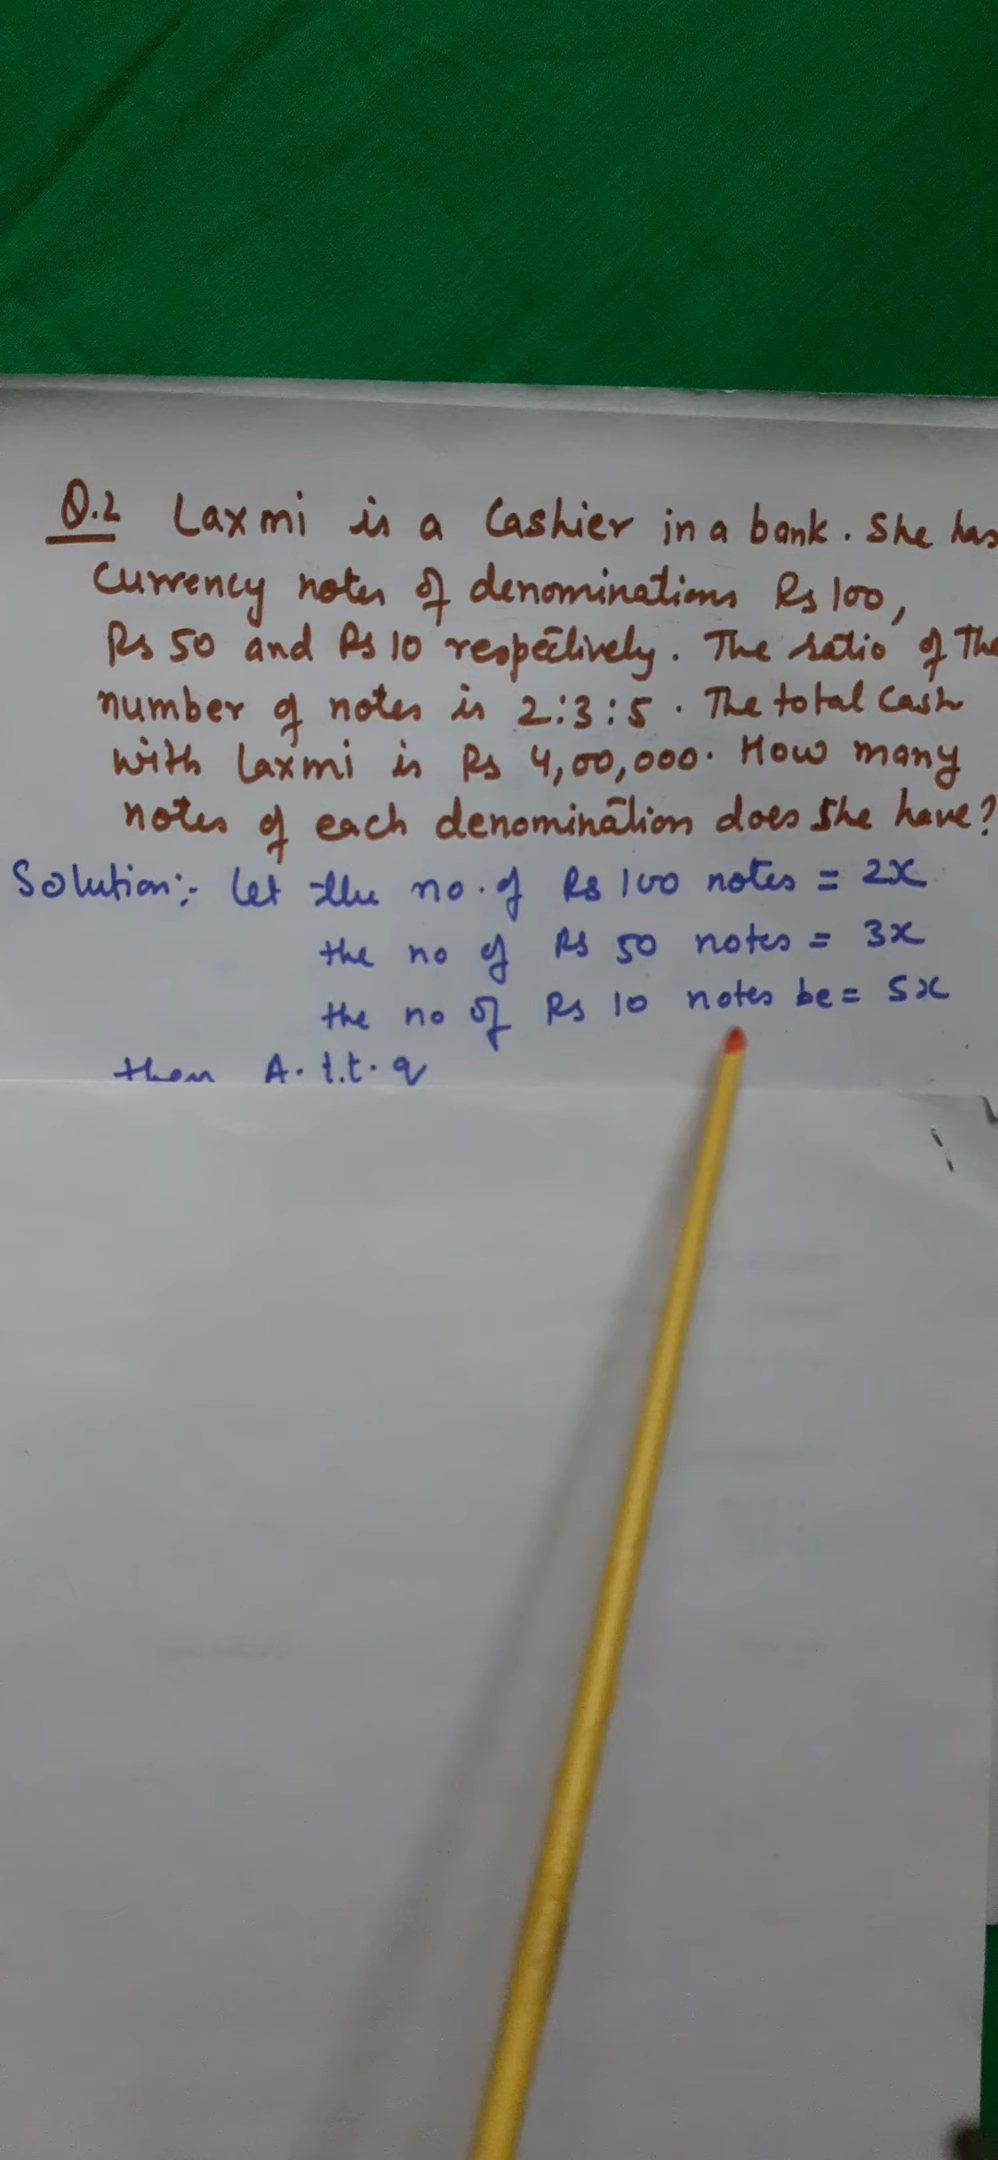 Q.2 Laxmi is a Cashier in a bank. She has
Currency notes of denominations Rs 100,
Rs 50 and Rs 10 respectively. The ratio of The
number of notes is 2:3:5. The total Cash
with Laxmi is Rs 4,00,000. How many
notes of each denomination does she have?
Solution:- Let the no. of Rs 100 notes = 2x
the no of Rs 50 notes = 3x
the no of Rs 10 notes be = 5x
then A.t.t.q